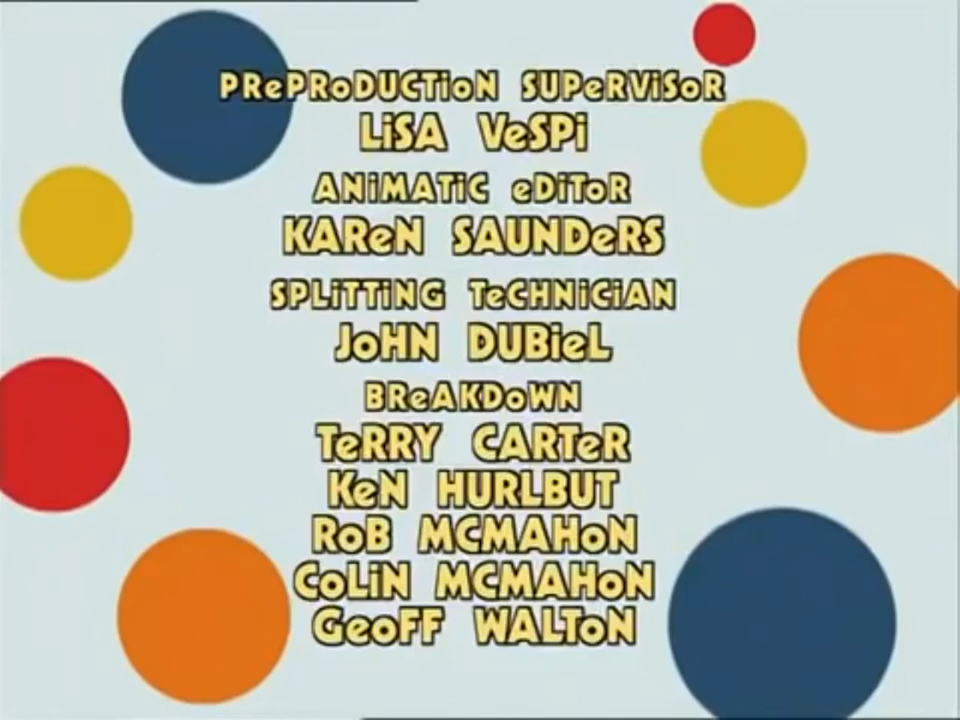 PRePRoDUCTioN SUPeRViSoR
LiSA VeSPi
ANiMATiC eDiToR
KAReN SAUNDeRS
SPLiTTiNG TeCHNiCiAN
JoHN DUBieL
BReAKDoWN
TeRRY CARTeR
KeN HURLBUT
RoB MCMAHoN
CoLiN MCMAHoN
GeoFF WALToN